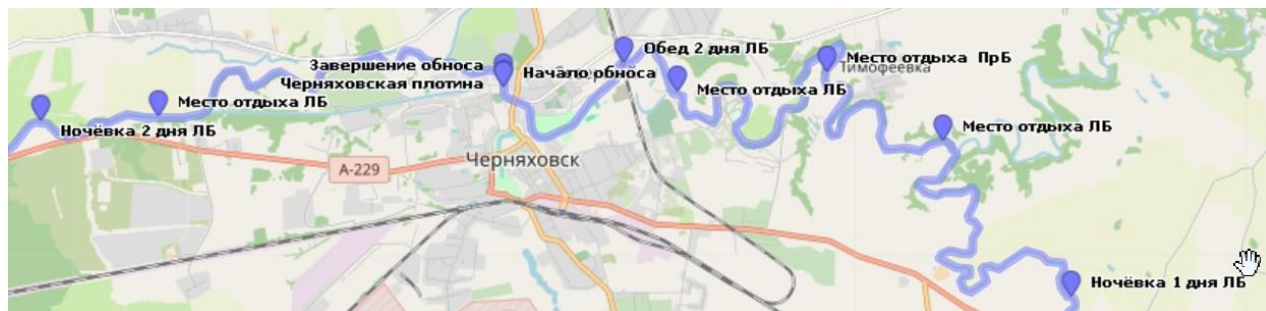 Обед 2 дня ЛБ
Завершение обноса
Место отдыха ПрБ
Тимофеевка
Начало обноса
Черняховская плотина
Место отдыха ЛБ
Место отдыха ЛБ
Ночёвка 2 дня ЛБ
Место отдыха ЛБ
Черняховск
А-229
Ночёвка 1 дня ЛБ